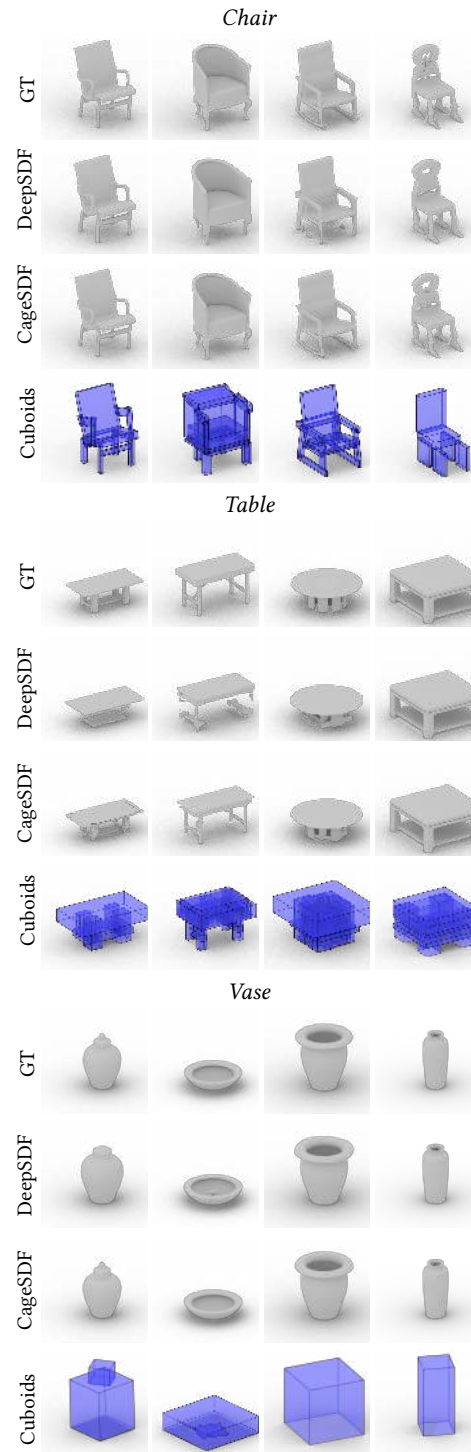 Chair
GT
DeepSDF
CageSDF
Cuboids
Table
GT
DeepSDF
CageSDF
Cuboids
Vase
GT
DeepSDF
CageSDF
Cuboids